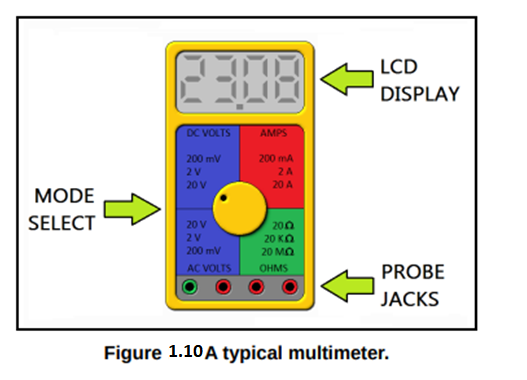 23.08
LCD
DISPLAY
DC VOLTS
AMPS
200 mV
2 V
20 V
200 mA
2 A
20 A
MODE
SELECT
20 V
2 V
200 mV
20 Ω
20 KΩ
20 MΩ
AC VOLTS
OHMS
PROBE
JACKS
Figure 1.10 A typical multimeter.